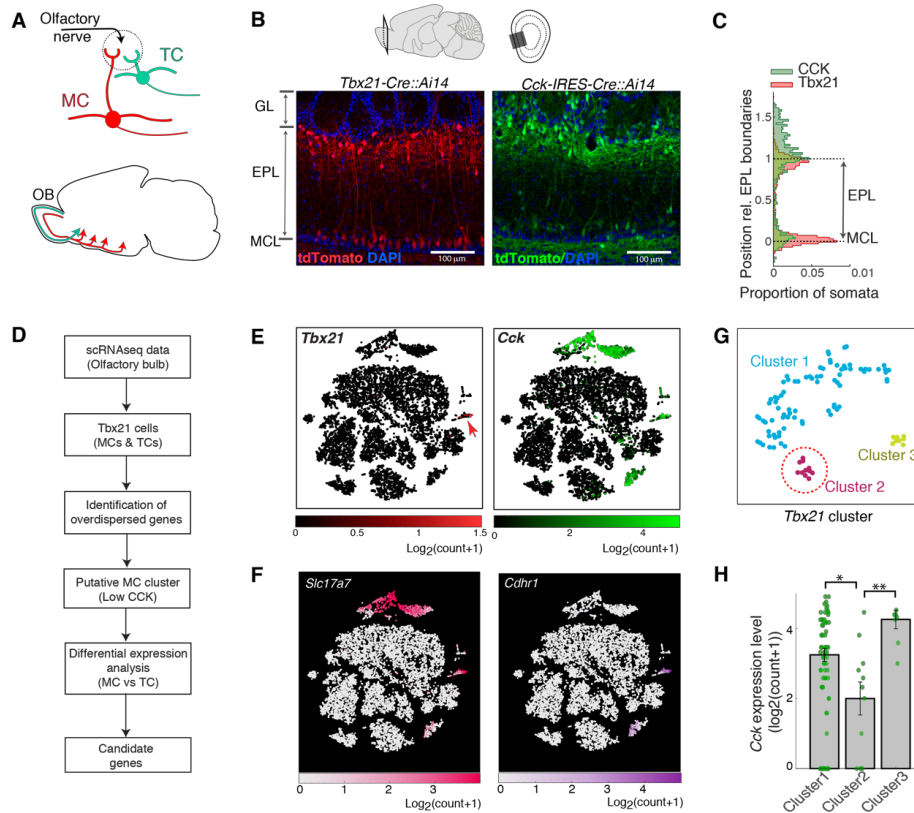 A
Olfactory
nerve
TC
MC
OB
B
Tbx21-Cre::Ai14
Cck-IRES-Cre::Ai14
GL
EPL
MCL
tdTomato DAPI
100 µm
tdTomato/DAPI
100 µm
C
CCK
Tbx21
Position rel. EPL boundaries
1.5
1
0.5
0
EPL
MCL
0
0.05
0.01
Proportion of somata
D
scRNAseq data
(Olfactory bulb)
Tbx21 cells
(MCs & TCs)
Identification of
overdispersed genes
Putative MC cluster
(Low CCK)
Differential expression
analysis
(MC vs TC)
Candidate
genes
E
Tbx21
Cck
0 0.5 1 1.5
Log2(count+1)
0 2 4
Log2(count+1)
F
Slc17a7
Cdhr1
0 1 2 3
Log2(count+1)
0 1 2 3 4
Log2(count+1)
G
Cluster 1
Cluster 3
Cluster 2
Tbx21 cluster
H
* **
Cck expression level
(log2(count+1))
4
2
0
Cluster1
Cluster2
Cluster3